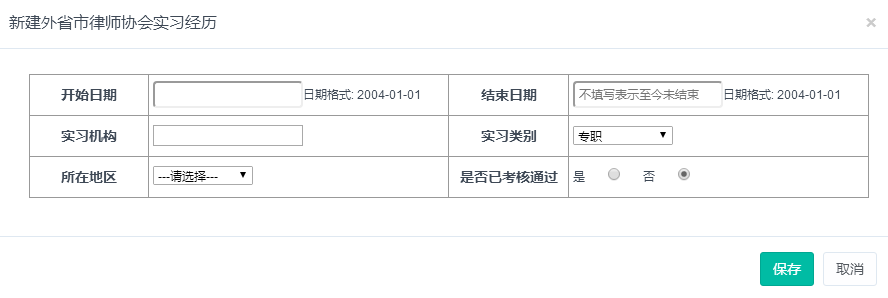 新建外省市律师协会实习经历 ×
开始日期 日期格式: 2004-01-01 结束日期 不填写表示至今未结束 日期格式: 2004-01-01
实习机构 实习类别 专职
所在地区 ---请选择--- 是否已考核通过 是 否
保存 取消